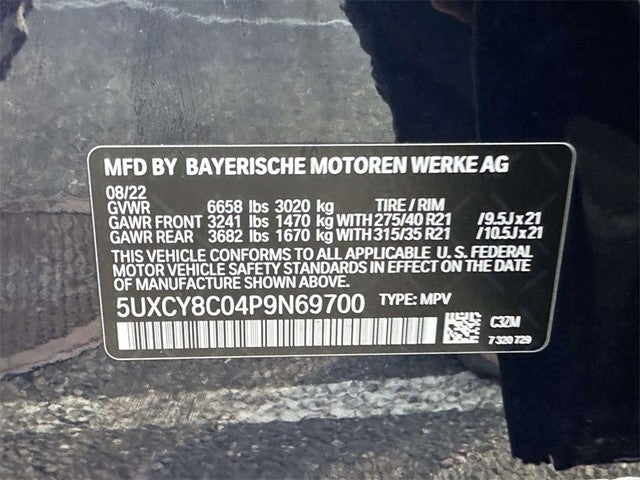 MFD BY BAYERISCHE MOTOREN WERKE AG
08/22
GVWR 6658 lbs 3020 kg TIRE / RIM
GAWR FRONT 3241 lbs 1470 kg WITH 275/40 R21 /9.5J x 21
GAWR REAR 3682 lbs 1670 kg WITH 315/35 R21 /10.5J x 21
THIS VEHICLE CONFORMS TO ALL APPLICABLE U. S. FEDERAL
MOTOR VEHICLE SAFETY STANDARDS IN EFFECT ON THE DATE
OF MANUFACTURE SHOWN ABOVE.
5UXCY8C04P9N69700 TYPE: MPV
C3ZM
7 320 729